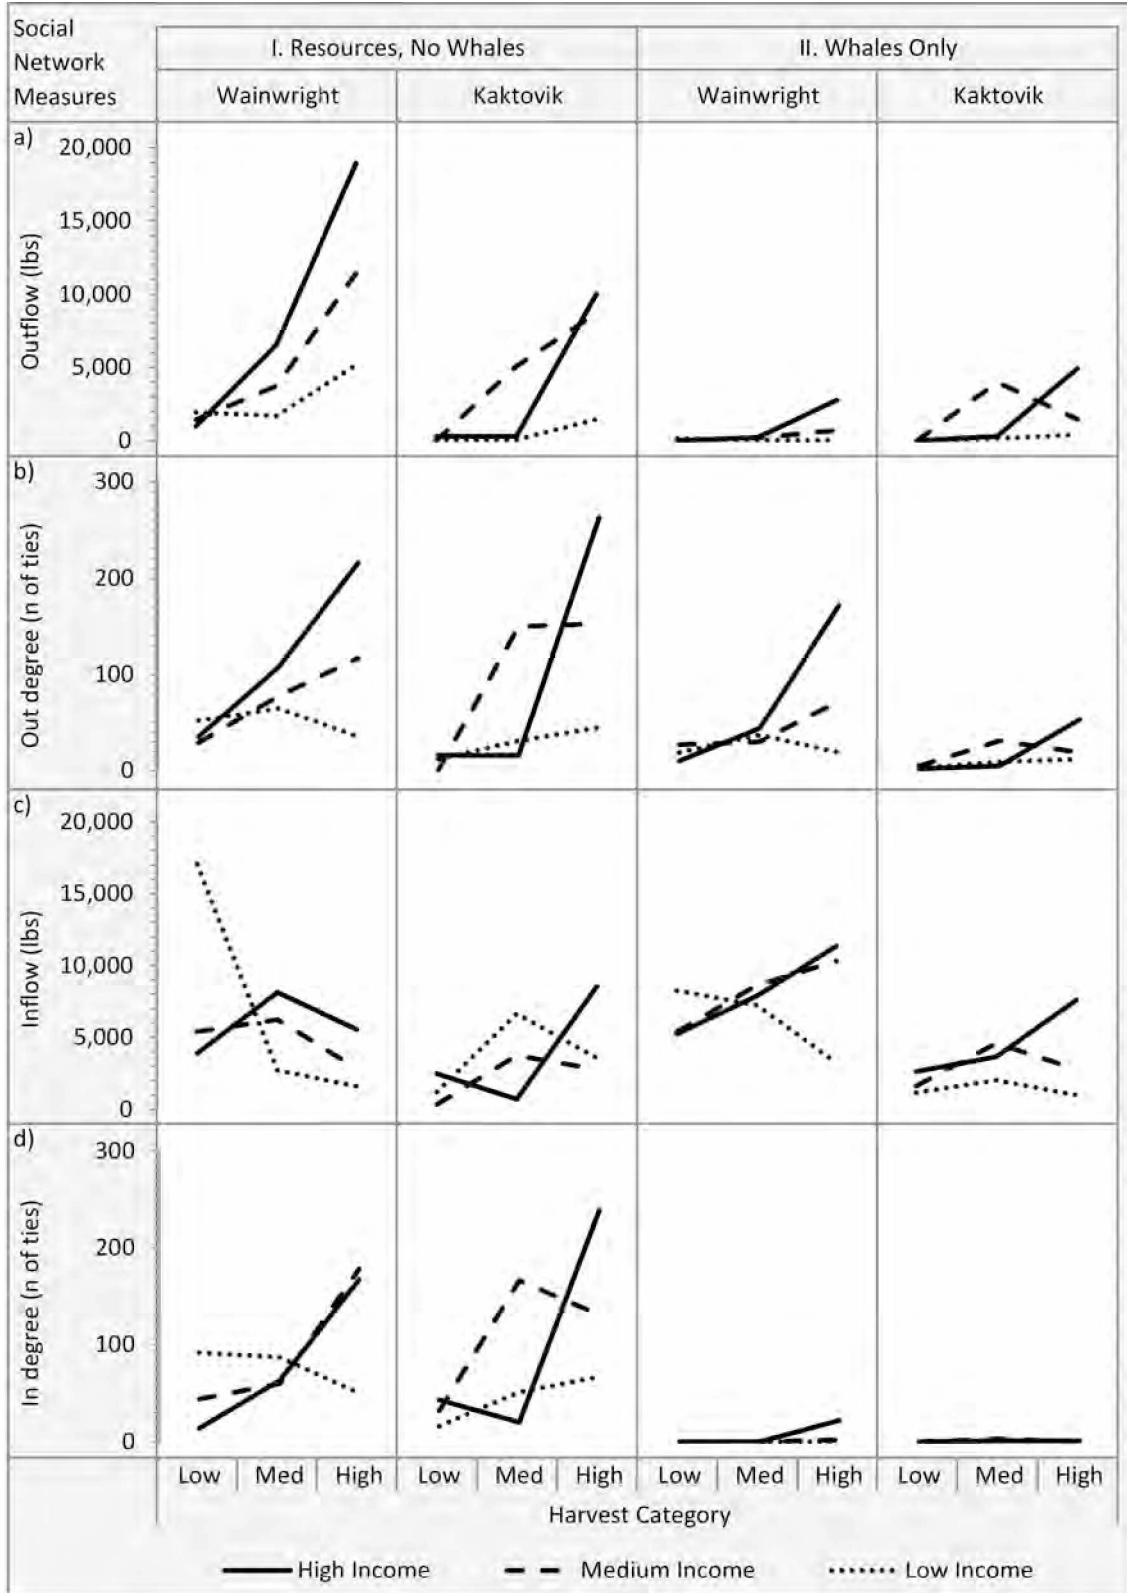 Social
Network
Measures
I. Resources, No Whales
II. Whales Only
Wainwright
Kaktovik
Wainwright
Kaktovik
a)
Outflow (lbs)
20,000
15,000
10,000
5,000
0
b)
Out degree (n of ties)
300
200
100
0
c)
Inflow (lbs)
20,000
15,000
10,000
5,000
0
d)
In degree (n of ties)
300
200
100
0
Low Med High Low Med High Low Med High Low Med High
Harvest Category
High Income Medium Income Low Income